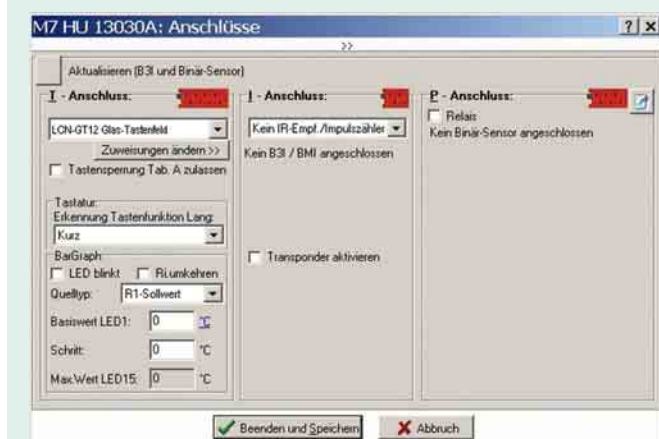 M7 HU 13030A: Anschlüsse
>>
Aktualisieren (B3I und Binär-Sensor)
T - Anschluss:
LCN-GT12 Glas-Tastenfeld
Zuweisungen ändern >>
Tastensperrung Tab. A zulassen
Tastatur:
Erkennung Tastenfunktion Lang:
Kurz
BarGraph
LED blinkt
Ri.umkehren
Quelltyp:
R1-Sollwert
Basiswert LED1:
0
°C
Schritt:
0
°C
Max.Wert LED15:
0
°C
I - Anschluss:
Kein IR-Empf./Impulszähler
Kein B3I / BMI angeschlossen
Transponder aktivieren
P - Anschluss:
Relais
Kein Binär-Sensor angeschlossen
Beenden und Speichern
Abbruch